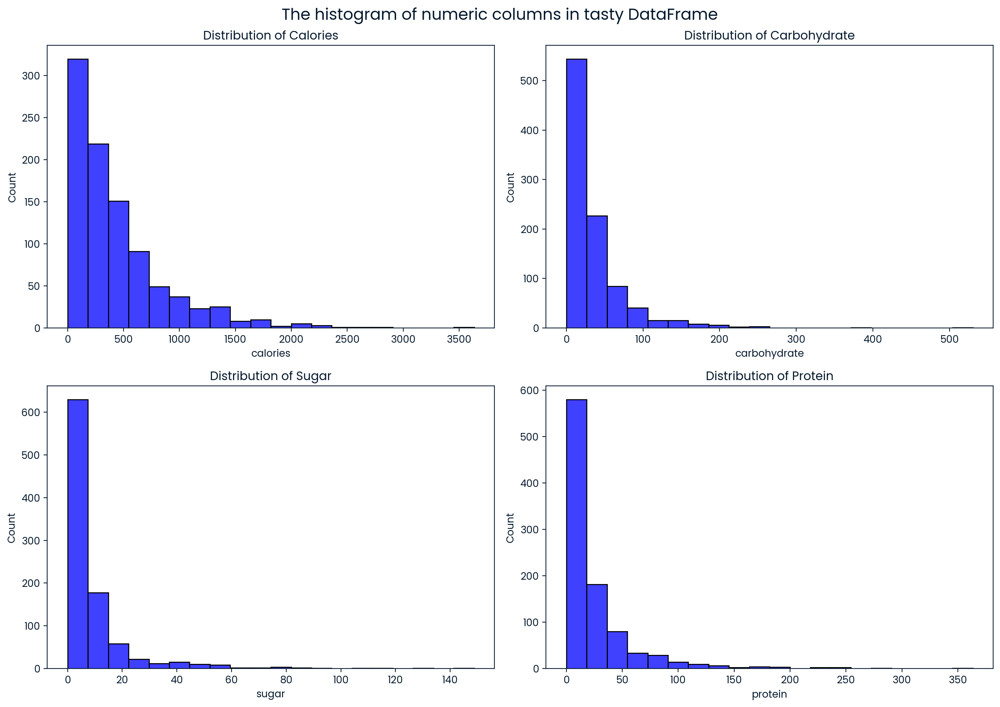 The histogram of numeric columns in tasty DataFrame
Distribution of Calories
300
250
200
150
100
50
0
Count
0 500 1000 1500 2000 2500 3000 3500
calories
Distribution of Carbohydrate
500
400
300
200
100
0
Count
0 100 200 300 400 500
carbohydrate
Distribution of Sugar
600
500
400
300
200
100
0
Count
0 20 40 60 80 100 120 140
sugar
Distribution of Protein
600
500
400
300
200
100
0
Count
0 50 100 150 200 250 300 350
protein